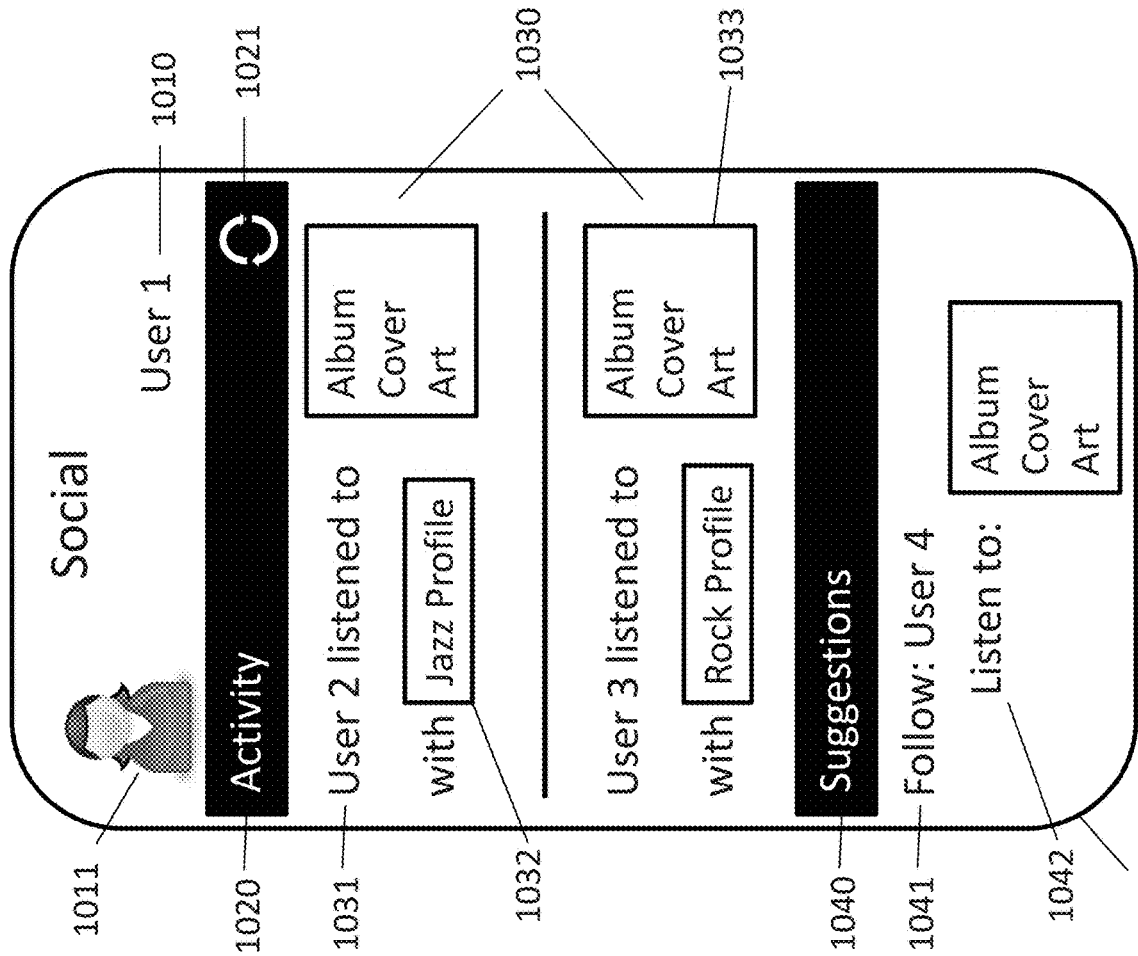 Social
1011
User 1
1010
1020
Activity
1021
1031
User 2 listened to
with Jazz Profile
1032
Album
Cover
Art
1030
User 3 listened to
with Rock Profile
Album
Cover
Art
1033
1040
Suggestions
1041
Follow: User 4
1042
Listen to:
Album
Cover
Art